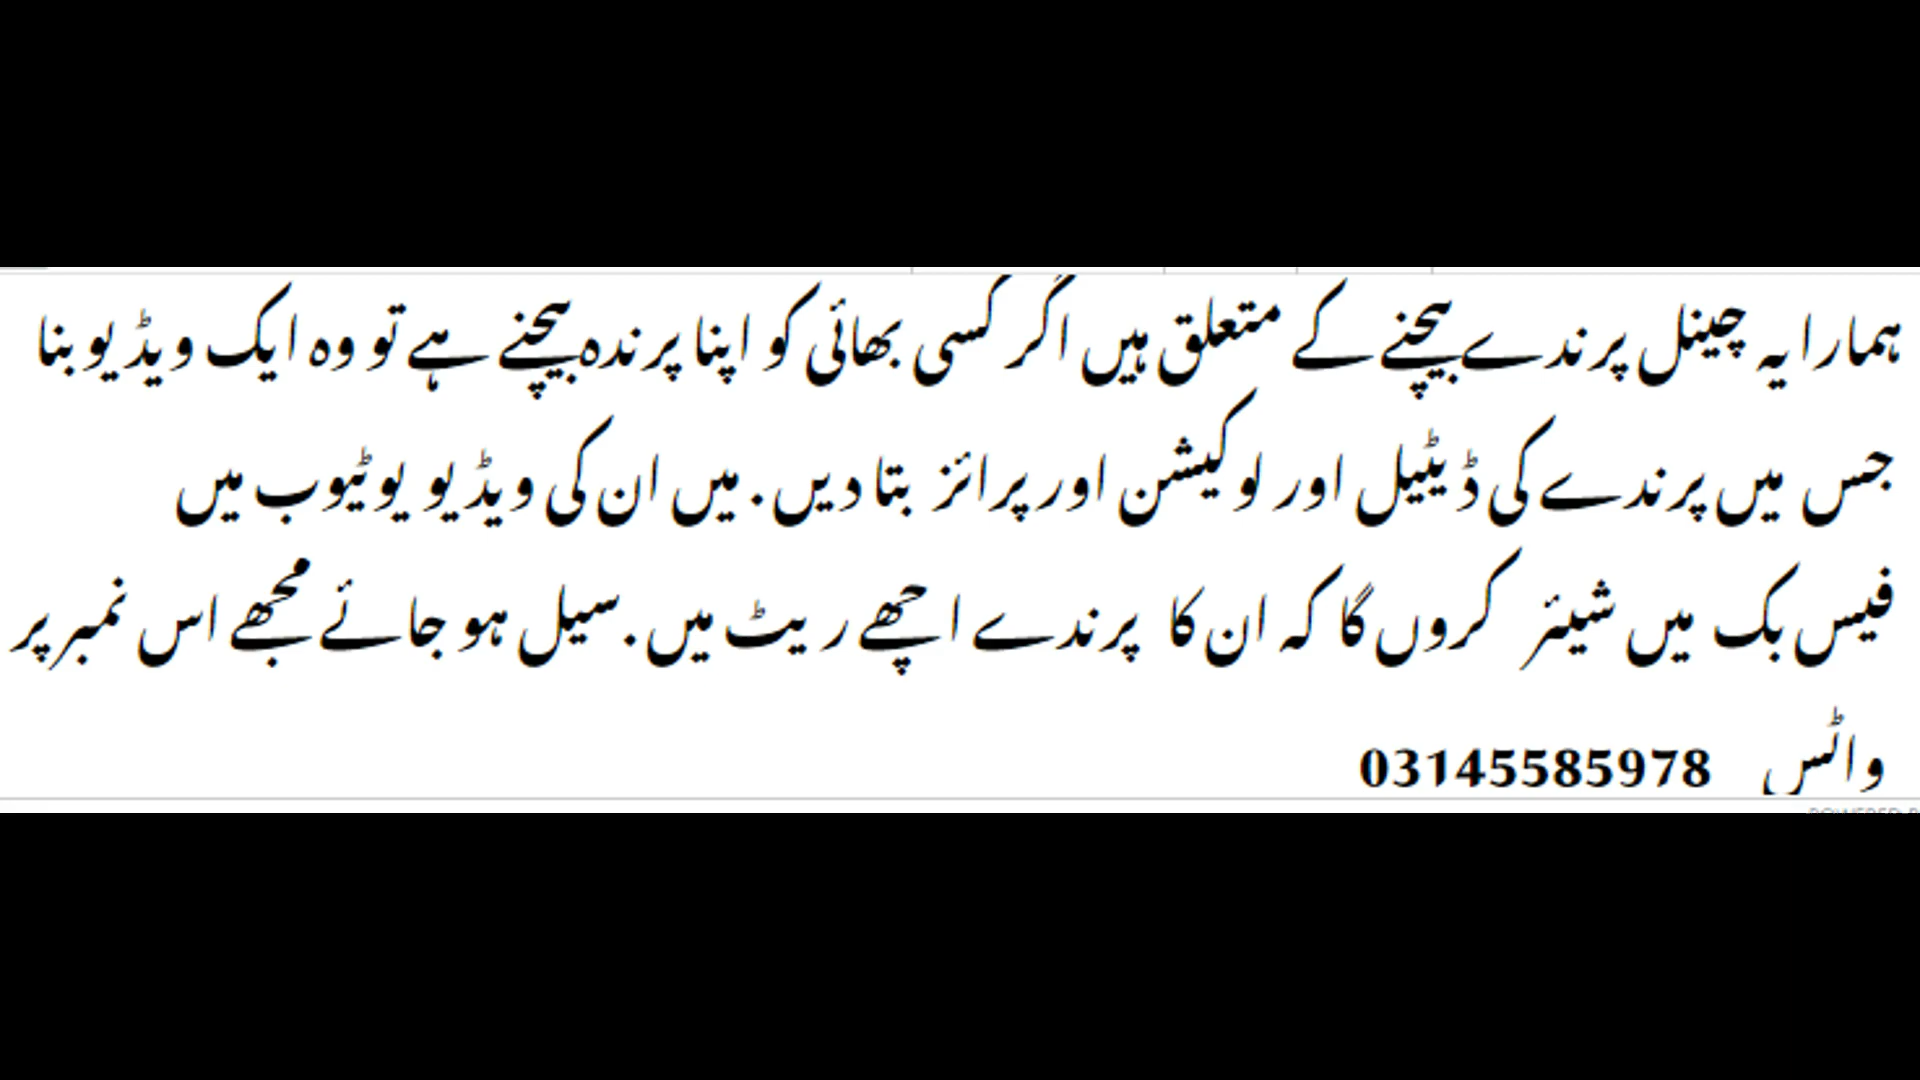 ہمارا یہ چینل پرندے بیچنے کے متعلق ہیں اگر کسی بھائی کو اپنا پرندہ بیچنے ہے تو وہ ایک ویڈیو بنا
جس میں پرندے کی ڈیٹیل اور لوکیشن اور پرائز بتا دیں. میں ان کی ویڈیو یوٹیوب میں
فیس بک میں شیئر کروں گا کہ ان کا پرندے اچھے ریٹ میں. سیل ہو جائے مجھے اس نمبر پر
واٹس 03145585978